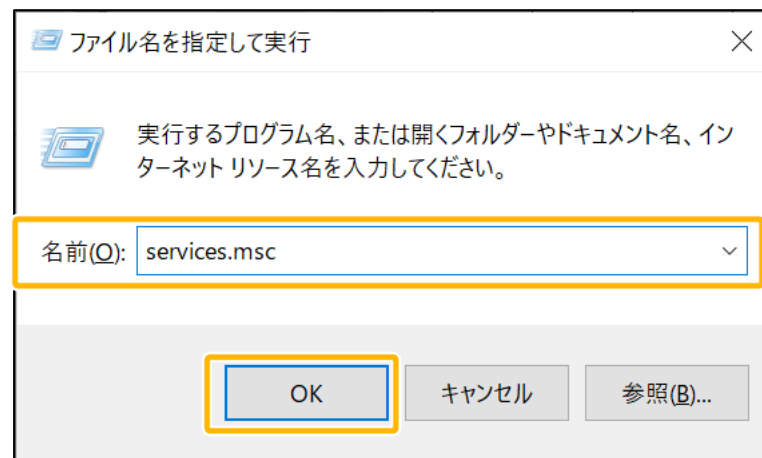 ファイル名を指定して実行
実行するプログラム名、または開くフォルダーやドキュメント名、イン
ターネット リソース名を入力してください。
名前(O): services.msc
OK キャンセル 参照(B)...